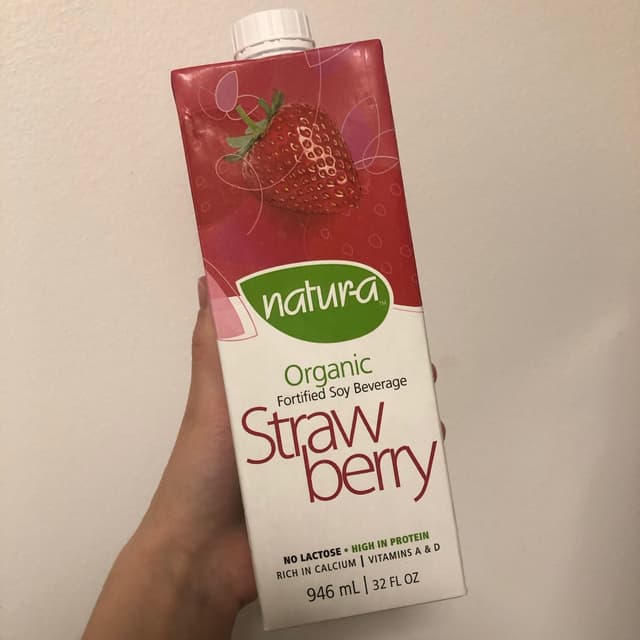 natur-a™
Organic
Fortified Soy Beverage
Straw
berry
NO LACTOSE • HIGH IN PROTEIN
RICH IN CALCIUM | VITAMINS A & D
946 mL | 32 FL OZ